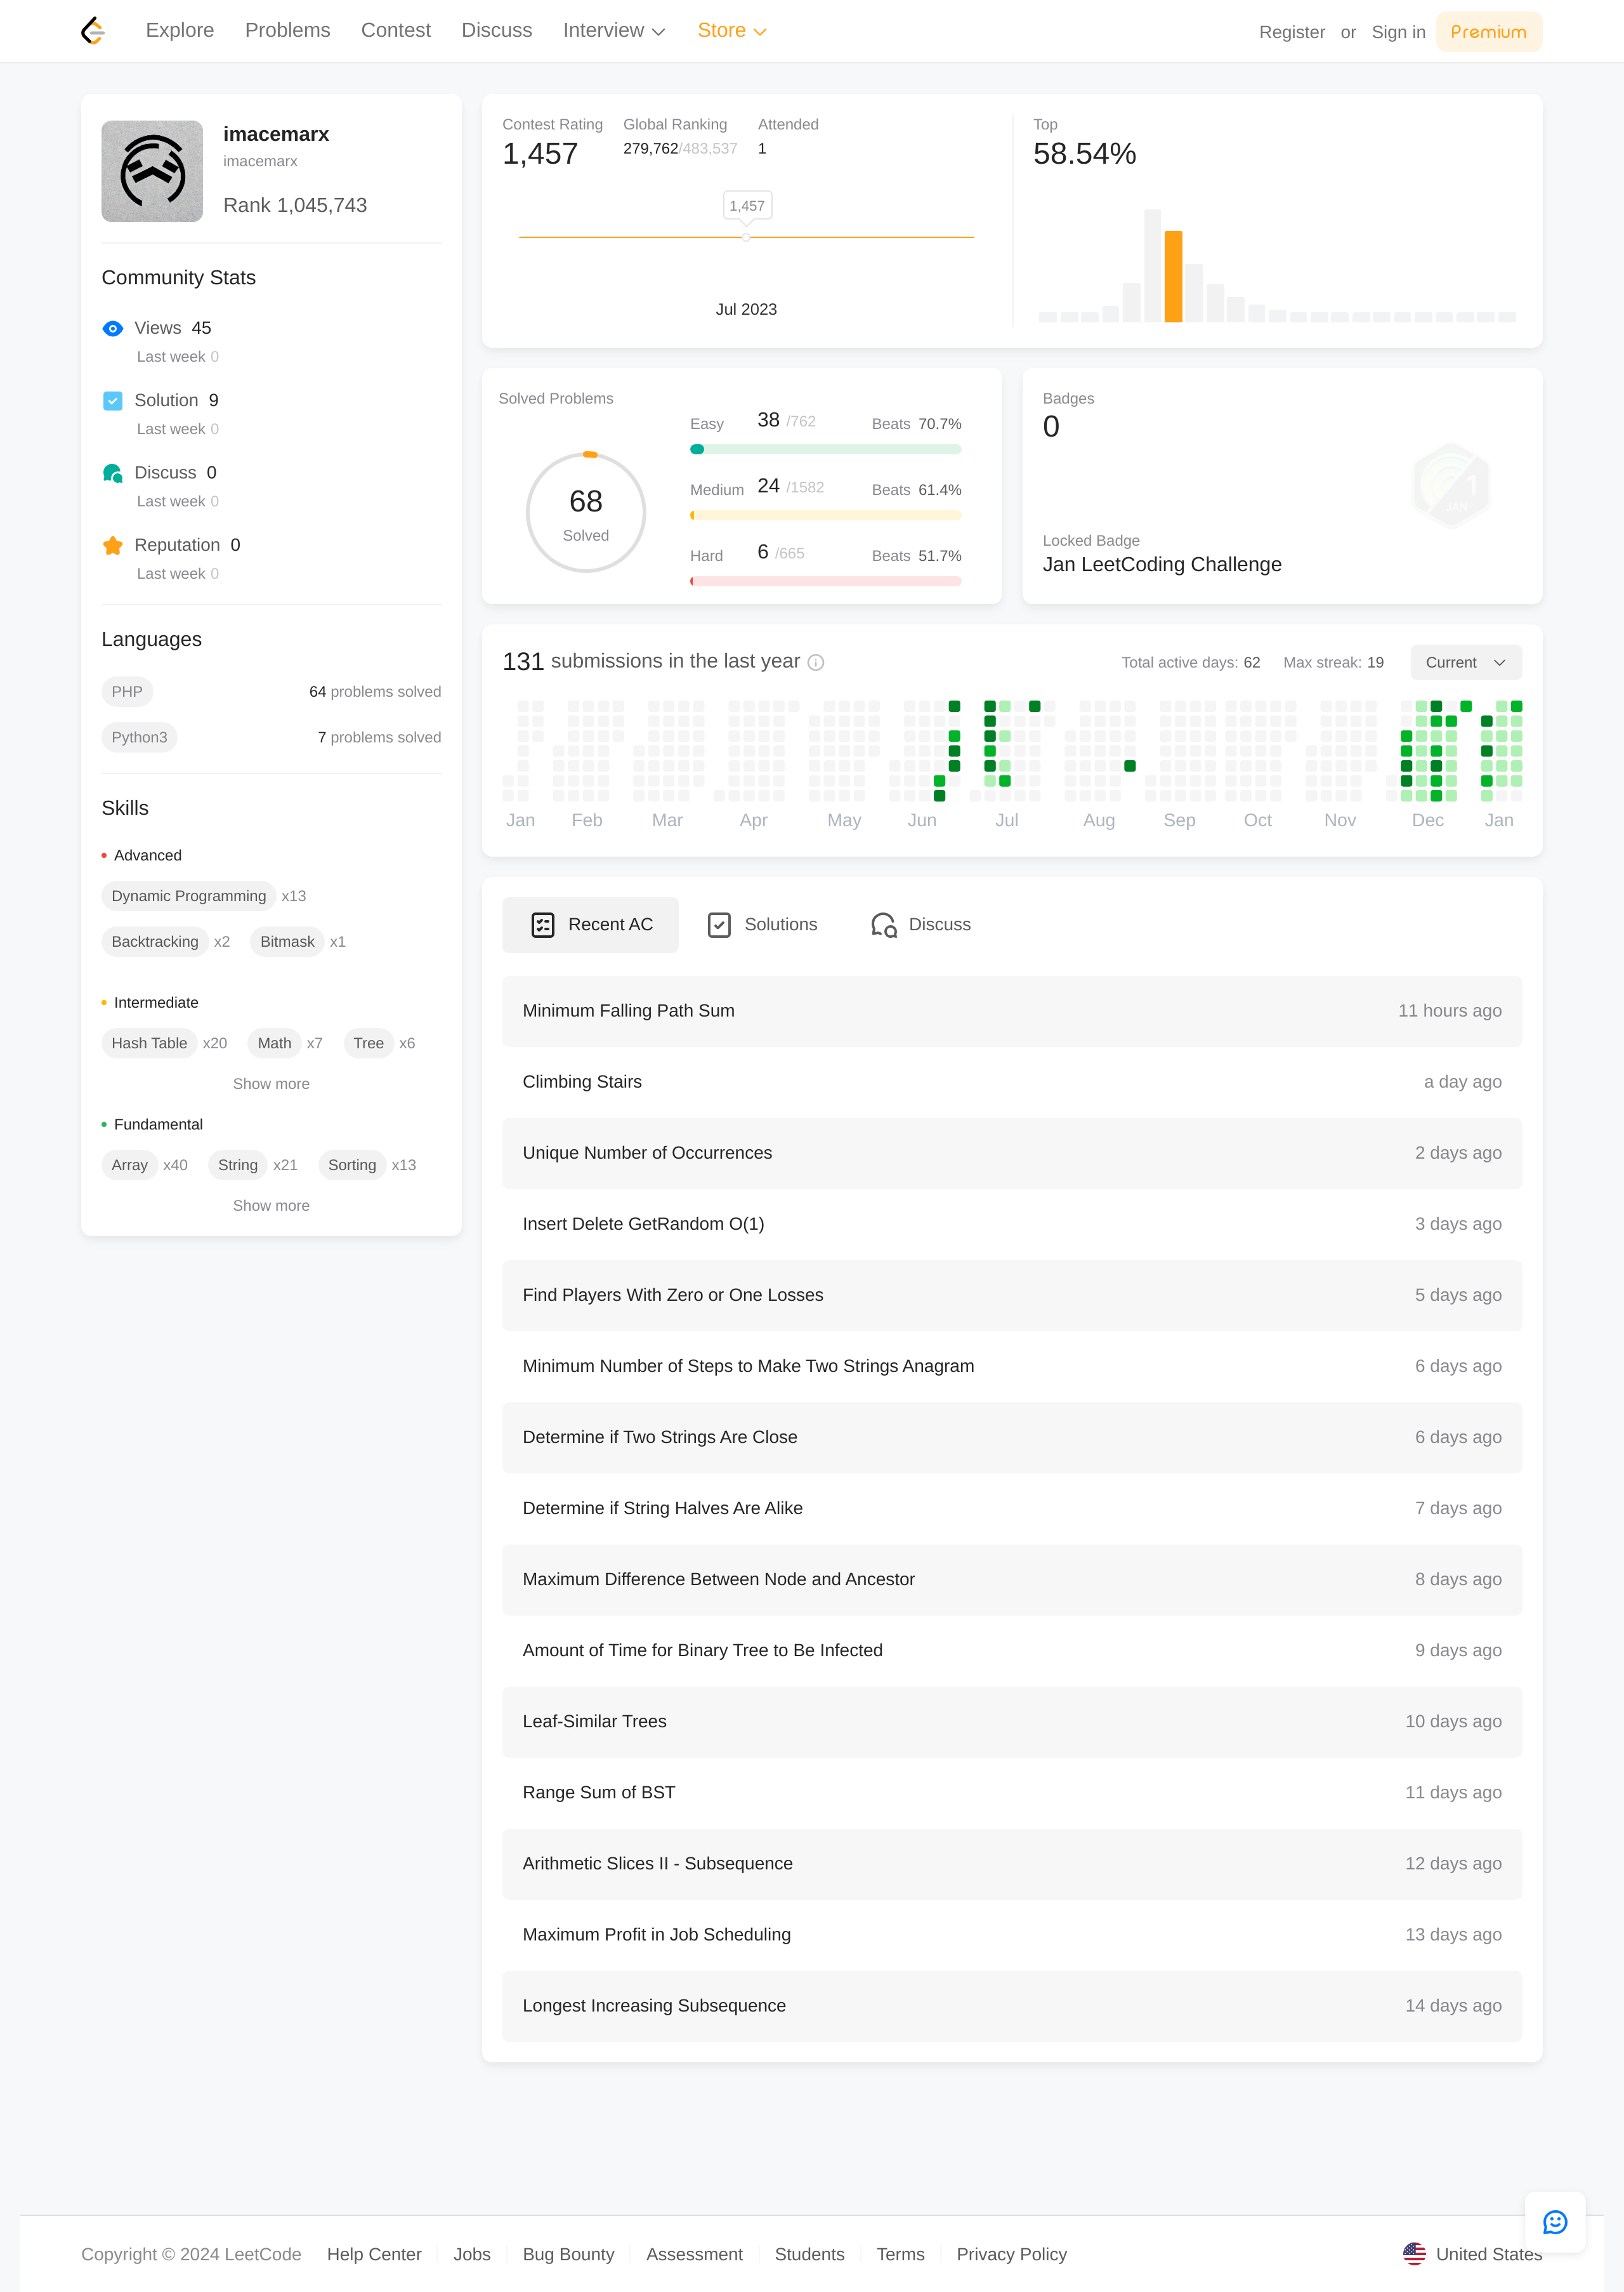 Explore Problems Contest Discuss Interview Store Register or Sign in Premium
imacemarx
imacemarx
Rank 1,045,743
Community Stats
Views 45
Last week 0
Solution 9
Last week 0
Discuss 0
Last week 0
Reputation 0
Last week 0
Languages
PHP 64 problems solved
Python3 7 problems solved
Skills
Advanced
Dynamic Programming x13
Backtracking x2 Bitmask x1
Intermediate
Hash Table x20 Math x7 Tree x6
Show more
Fundamental
Array x40 String x21 Sorting x13
Show more
Contest Rating Global Ranking Attended
1,457 279,762/483,537 1
1,457
Jul 2023
Top
58.54%
Solved Problems
68
Solved
Easy 38 /762 Beats 70.7%
Medium 24 /1582 Beats 61.4%
Hard 6 /665 Beats 51.7%
Badges
0
1
JAN
Locked Badge
Jan LeetCoding Challenge
131 submissions in the last year Total active days: 62 Max streak: 19 Current
Jan Feb Mar Apr May Jun Jul Aug Sep Oct Nov Dec Jan
Recent AC Solutions Discuss
Minimum Falling Path Sum 11 hours ago
Climbing Stairs a day ago
Unique Number of Occurrences 2 days ago
Insert Delete GetRandom O(1) 3 days ago
Find Players With Zero or One Losses 5 days ago
Minimum Number of Steps to Make Two Strings Anagram 6 days ago
Determine if Two Strings Are Close 6 days ago
Determine if String Halves Are Alike 7 days ago
Maximum Difference Between Node and Ancestor 8 days ago
Amount of Time for Binary Tree to Be Infected 9 days ago
Leaf-Similar Trees 10 days ago
Range Sum of BST 11 days ago
Arithmetic Slices II - Subsequence 12 days ago
Maximum Profit in Job Scheduling 13 days ago
Longest Increasing Subsequence 14 days ago
Copyright © 2024 LeetCode Help Center Jobs Bug Bounty Assessment Students Terms Privacy Policy United States